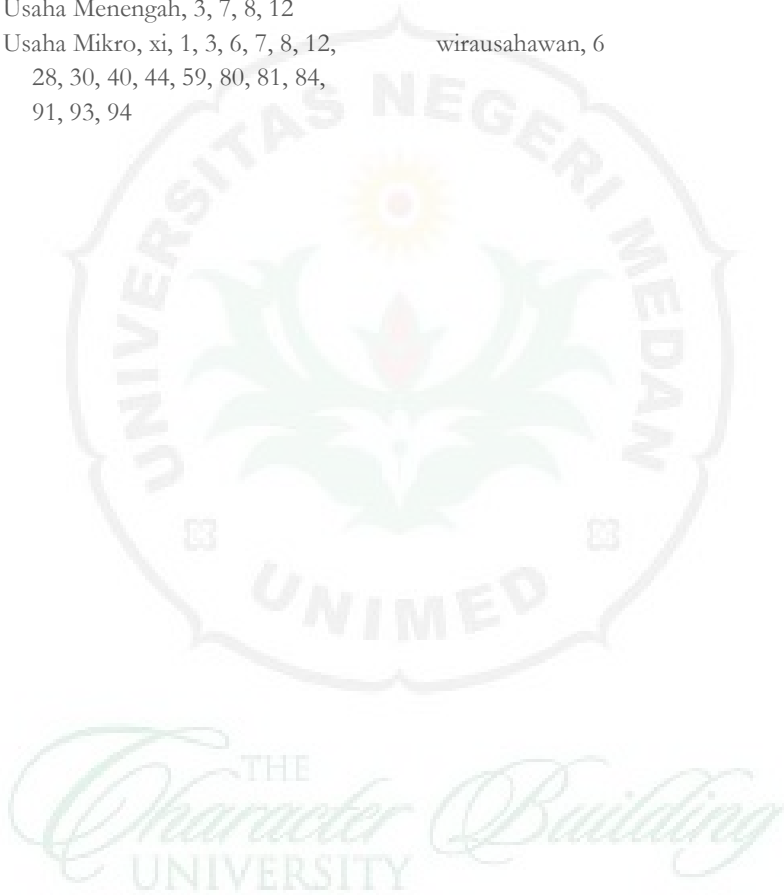 Usaha Menengah, 3, 7, 8, 12
Usaha Mikro, xi, 1, 3, 6, 7, 8, 12,
28, 30, 40, 44, 59, 80, 81, 84,
91, 93, 94
wirausahawan, 6
UNIVERSITAS NEGERI MEDAN
UNIMED
THE
Character Building
UNIVERSITY